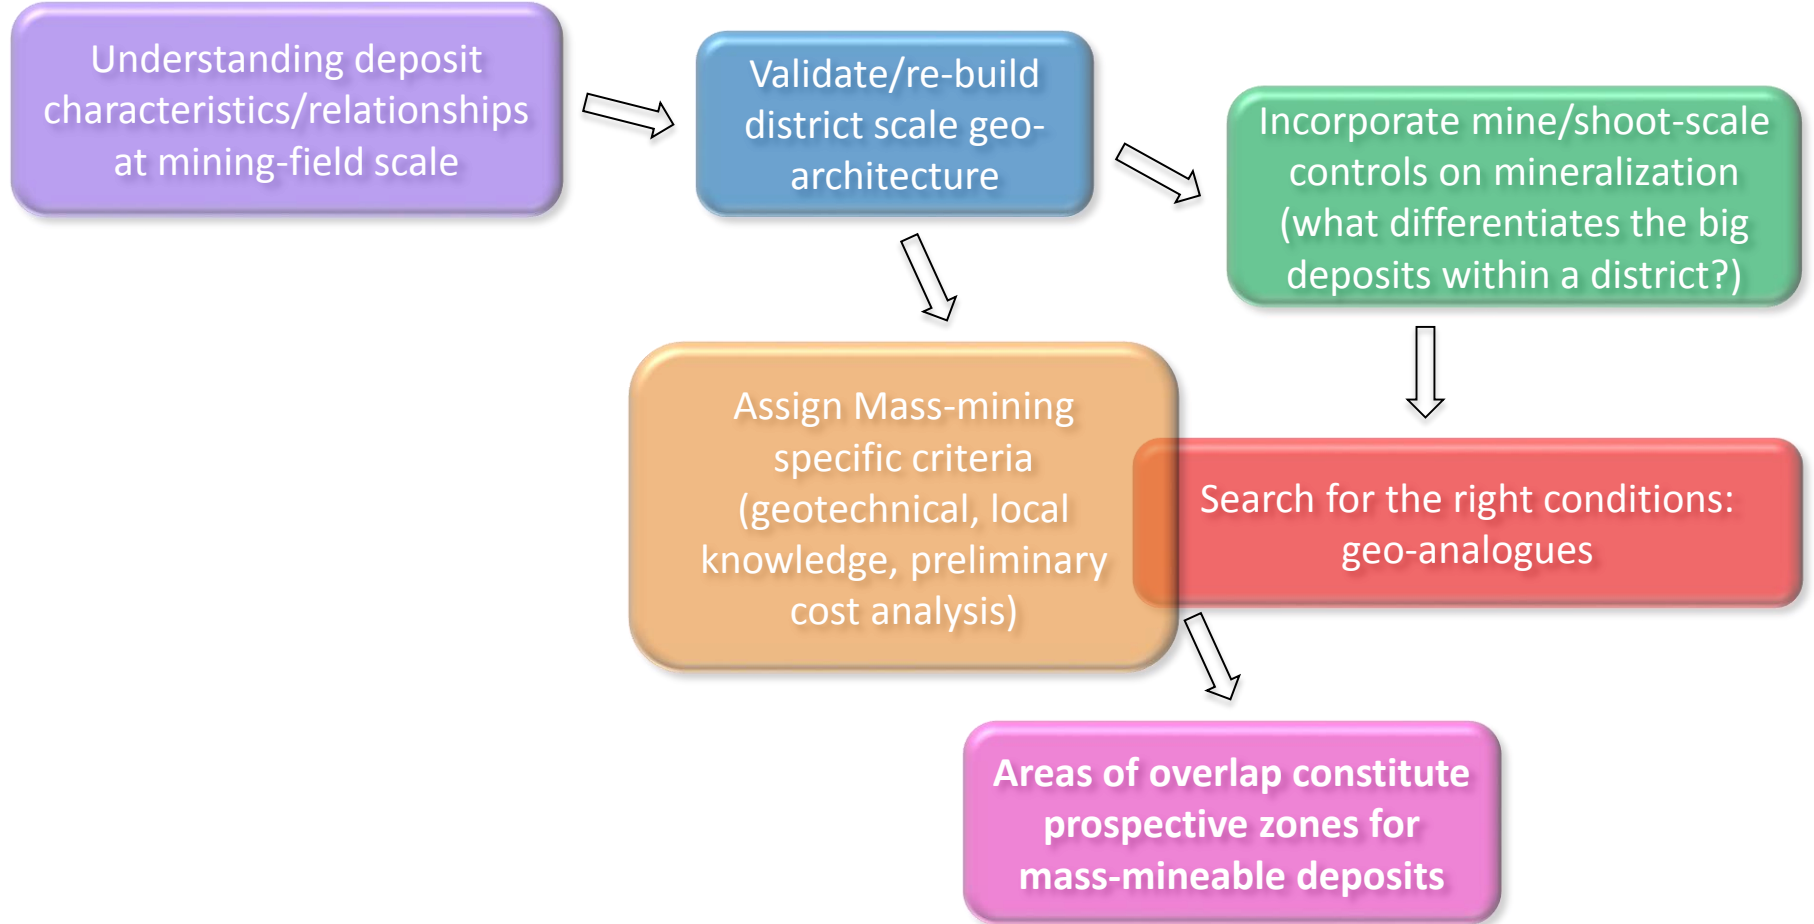 Understanding deposit
characteristics/relationships
at mining-field scale
Validate/re-build
district scale geo-
architecture
Incorporate mine/shoot-scale
controls on mineralization
(what differentiates the big
deposits within a district?)
Assign Mass-mining
specific criteria
(geotechnical, local
knowledge, preliminary
cost analysis)
Search for the right conditions:
geo-analogues
Areas of overlap constitute
prospective zones for
mass-mineable deposits